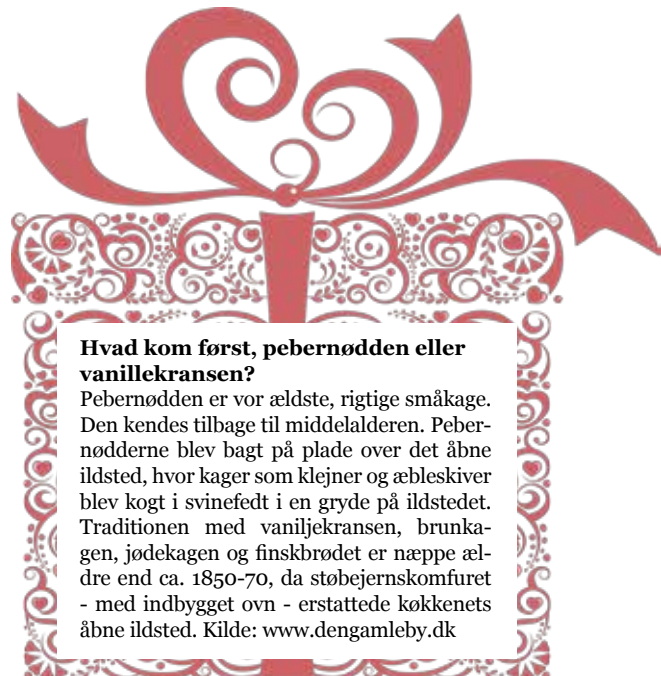 Hvad kom først, pebernødden eller
vanillekransen?
Pebernødden er vor ældste, rigtige småkage.
Den kendes tilbage til middelalderen. Peber-
nødderne blev bagt på plade over det åbne
ildsted, hvor kager som klejner og æbleskiver
blev kogt i svinefedt i en gryde på ildstedet.
Traditionen med vaniljekransen, brunka-
gen, jødekagen og finskbrødet er næppe æl-
dre end ca. 1850-70, da støbejernskomfuret
- med indbygget ovn - erstattede køkkenets
åbne ildsted. Kilde: www.dengamleby.dk